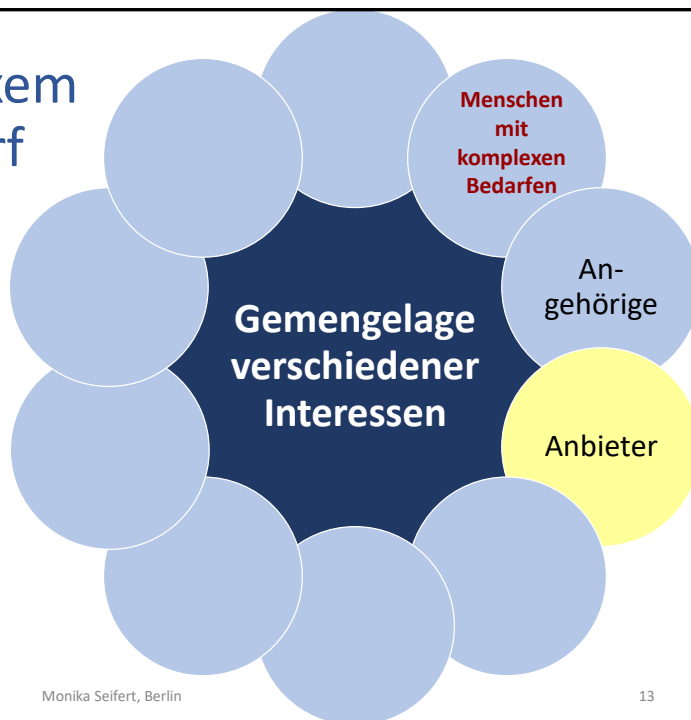 xem
rf
Menschen
mit
komplexen
Bedarfen
An-
gehörige
Gemengelage
verschiedener
Interessen
Anbieter
Monika Seifert, Berlin
13